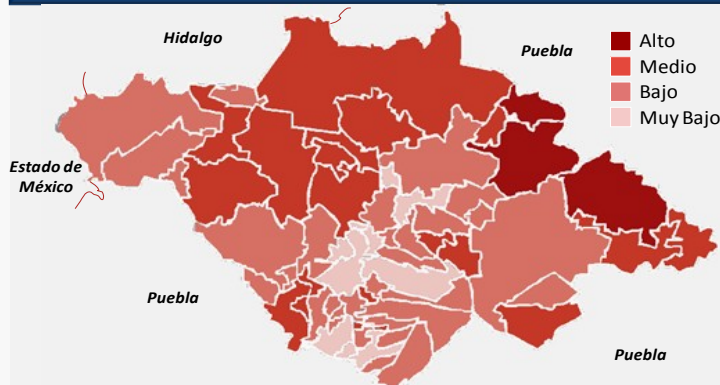 Hidalgo
Puebla
Alto
Medio
Bajo
Muy Bajo
Estado de
México
Puebla
Puebla